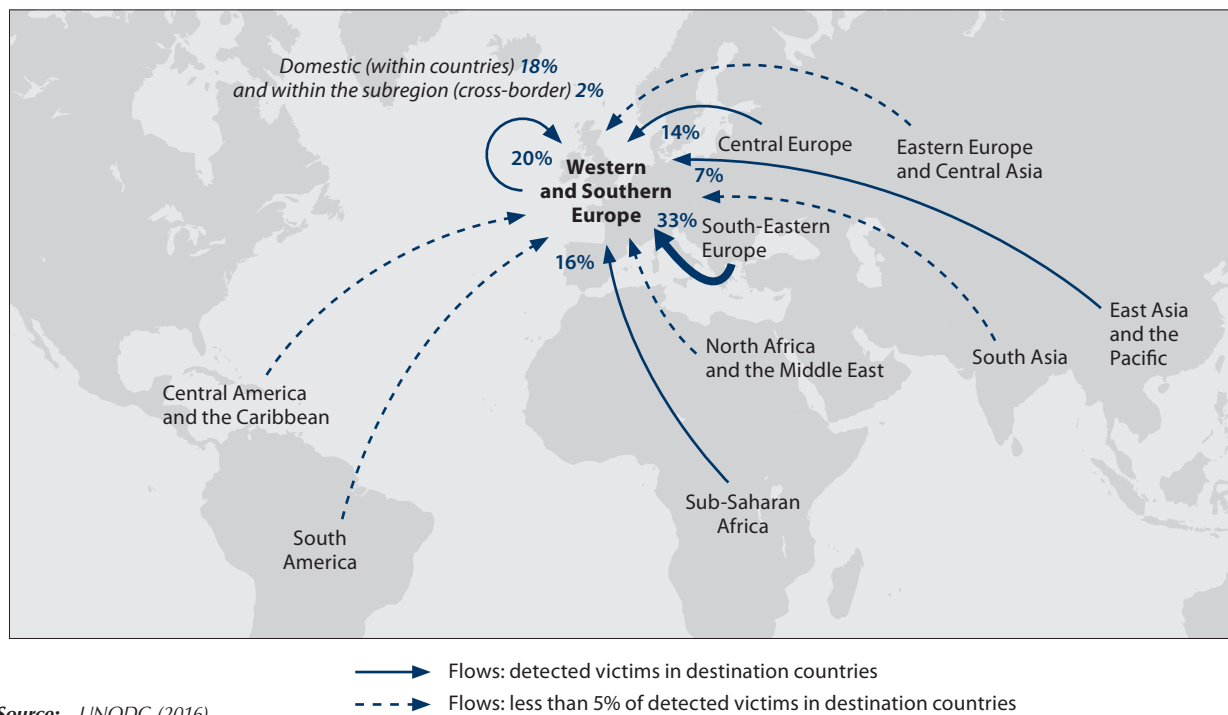 Domestic (within countries) 18%
and within the subregion (cross-border) 2%
14%
Central Europe
Eastern Europe
and Central Asia
20%
Western
and Southern
Europe
7%
33%
South-Eastern
Europe
16%
East Asia
and the
Pacific
North Africa
and the Middle East
South Asia
Central America
and the Caribbean
Sub-Saharan
Africa
South
America
Flows: detected victims in destination countries
Flows: less than 5% of detected victims in destination countries
Source: UNODC (2016)